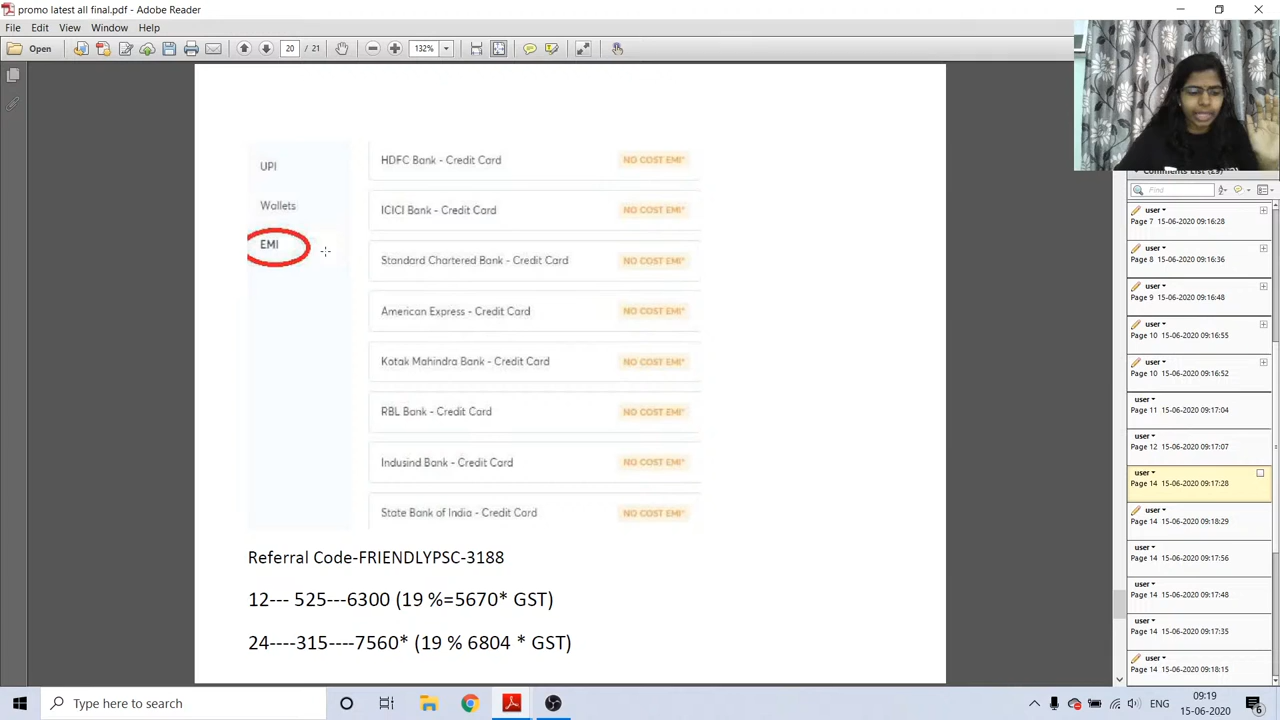 promo latest all final.pdf - Adobe Reader
File Edit View Window Help
Open 20 / 21 132%
UPI
Wallets
EMI
HDFC Bank - Credit Card NO COST EMI*
ICICI Bank - Credit Card NO COST EMI*
Standard Chartered Bank - Credit Card NO COST EMI*
American Express - Credit Card NO COST EMI*
Kotak Mahindra Bank - Credit Card NO COST EMI*
RBL Bank - Credit Card NO COST EMI*
Indusind Bank - Credit Card NO COST EMI*
State Bank of India - Credit Card NO COST EMI*
Referral Code-FRIENDLYPSC-3188
12--- 525---6300 (19 %=5670* GST)
24----315----7560* (19 % 6804 * GST)
Comments List (29)
Find
user
Page 7 15-06-2020 09:16:28
user
Page 8 15-06-2020 09:16:36
user
Page 9 15-06-2020 09:16:48
user
Page 10 15-06-2020 09:16:55
user
Page 10 15-06-2020 09:16:52
user
Page 11 15-06-2020 09:17:04
user
Page 12 15-06-2020 09:17:07
user
Page 14 15-06-2020 09:17:28
user
Page 14 15-06-2020 09:18:29
user
Page 14 15-06-2020 09:17:56
user
Page 14 15-06-2020 09:17:48
user
Page 14 15-06-2020 09:17:35
user
Page 14 15-06-2020 09:18:15
Type here to search
ENG
09:19
15-06-2020
6